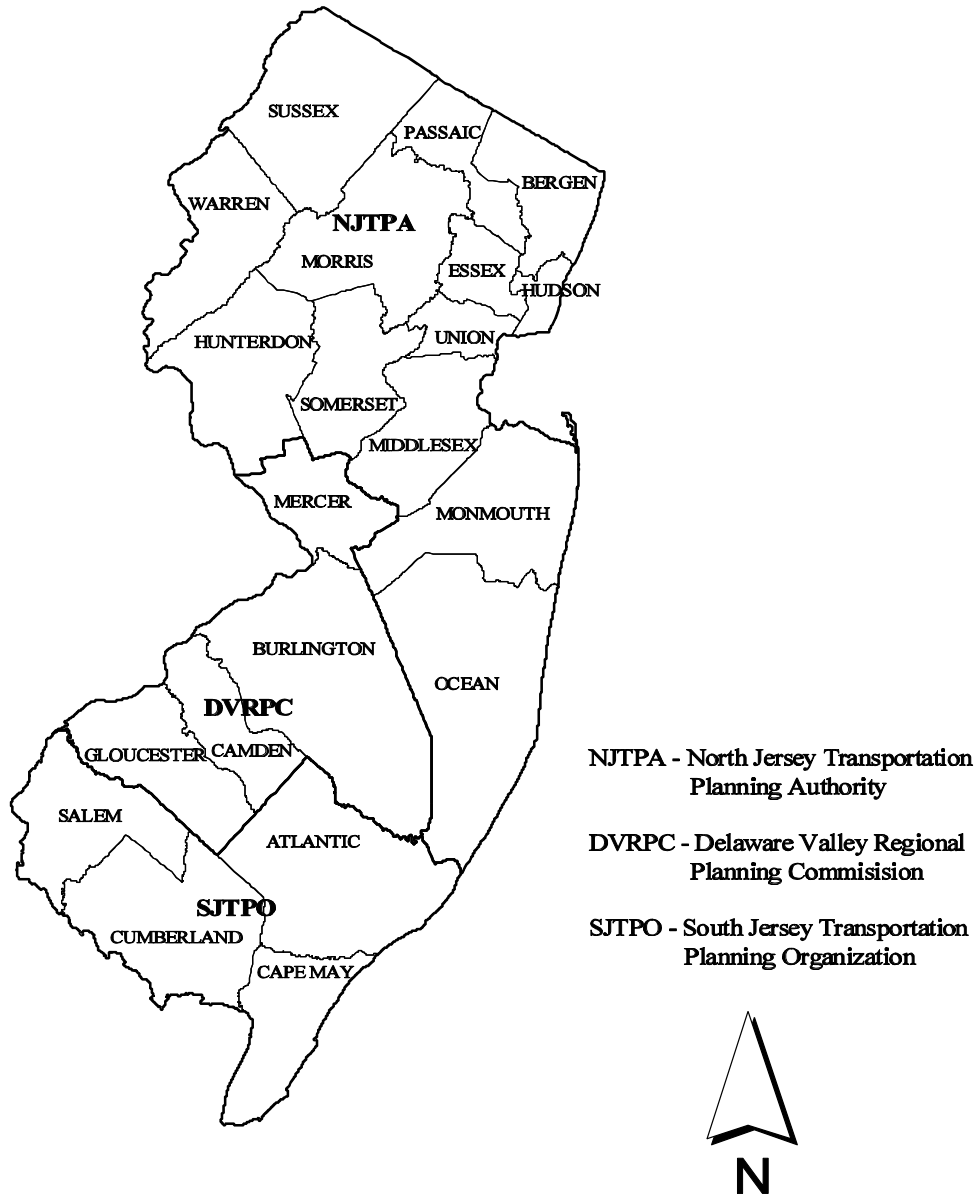 SUSSEX
PASSAIC
BERGEN
WARREN
NJTPA
MORRIS
ESSEX
HUDSON
HUNTERDON
UNION
SOMERSET
MIDDLESEX
MERCER
MONMOUTH
BURLINGTON
OCEAN
DVRPC
GLOUCESTER
CAMDEN
SALEM
ATLANTIC
SJTPO
CUMBERLAND
CAPE MAY
NJTPA - North Jersey Transportation
Planning Authority
DVRPC - Delaware Valley Regional
Planning Commisision
SJTPO - South Jersey Transportation
Planning Organization
N